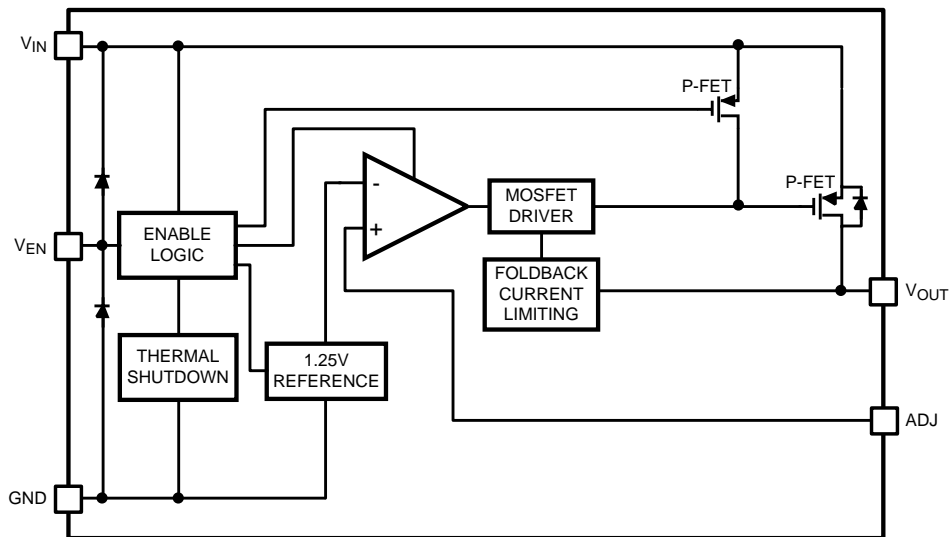 VIN
P-FET
P-FET
MOSFET
DRIVER
-
+
VEN
ENABLE
LOGIC
FOLDBACK
CURRENT
LIMITING
VOUT
THERMAL
SHUTDOWN
1.25V
REFERENCE
ADJ
GND